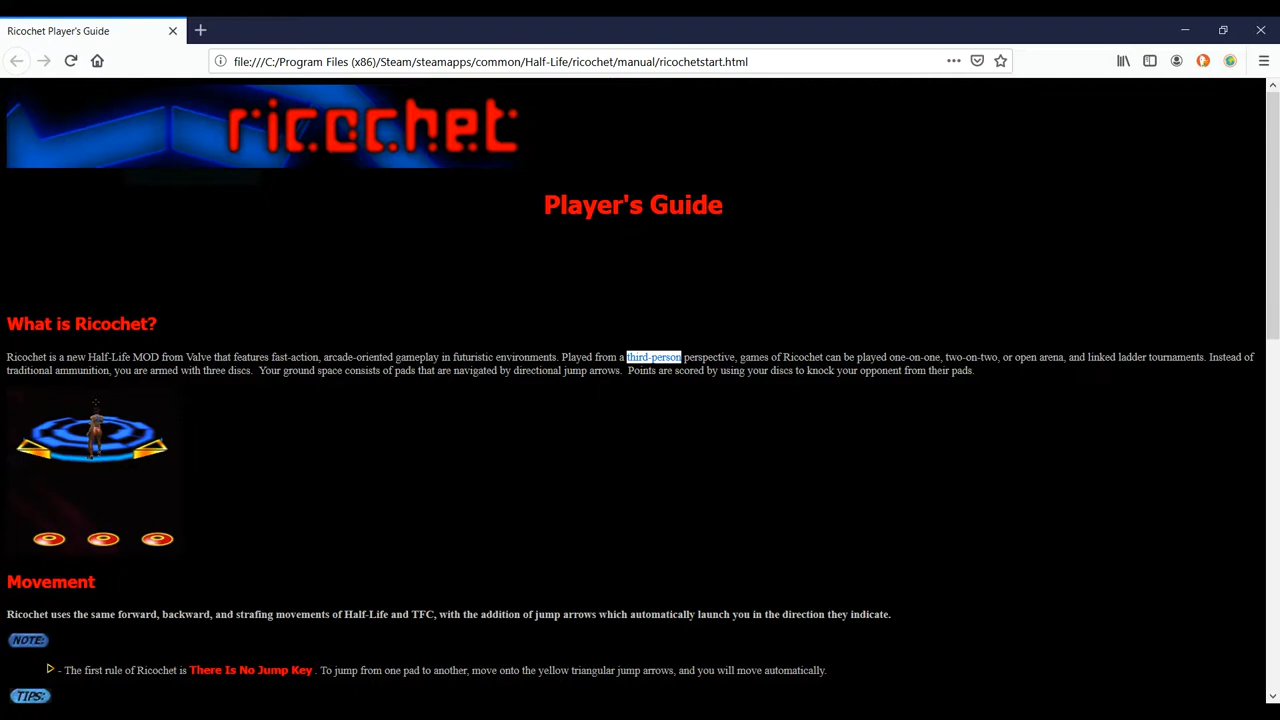 Ricochet Player's Guide
file:///C:/Program Files (x86)/Steam/steamapps/common/Half-Life/ricochet/manual/ricochetstart.html
ricochet
Player's Guide
What is Ricochet?
Ricochet is a new Half-Life MOD from Valve that features fast-action, arcade-oriented gameplay in futuristic environments. Played from a third-person perspective, games of Ricochet can be played one-on-one, two-on-two, or open arena, and linked ladder tournaments. Instead of
traditional ammunition, you are armed with three discs.  Your ground space consists of pads that are navigated by directional jump arrows.  Points are scored by using your discs to knock your opponent from their pads.
Movement
Ricochet uses the same forward, backward, and strafing movements of Half-Life and TFC, with the addition of jump arrows which automatically launch you in the direction they indicate.
NOTE:
- The first rule of Ricochet is There Is No Jump Key . To jump from one pad to another, move onto the yellow triangular jump arrows, and you will move automatically.
TIPS: